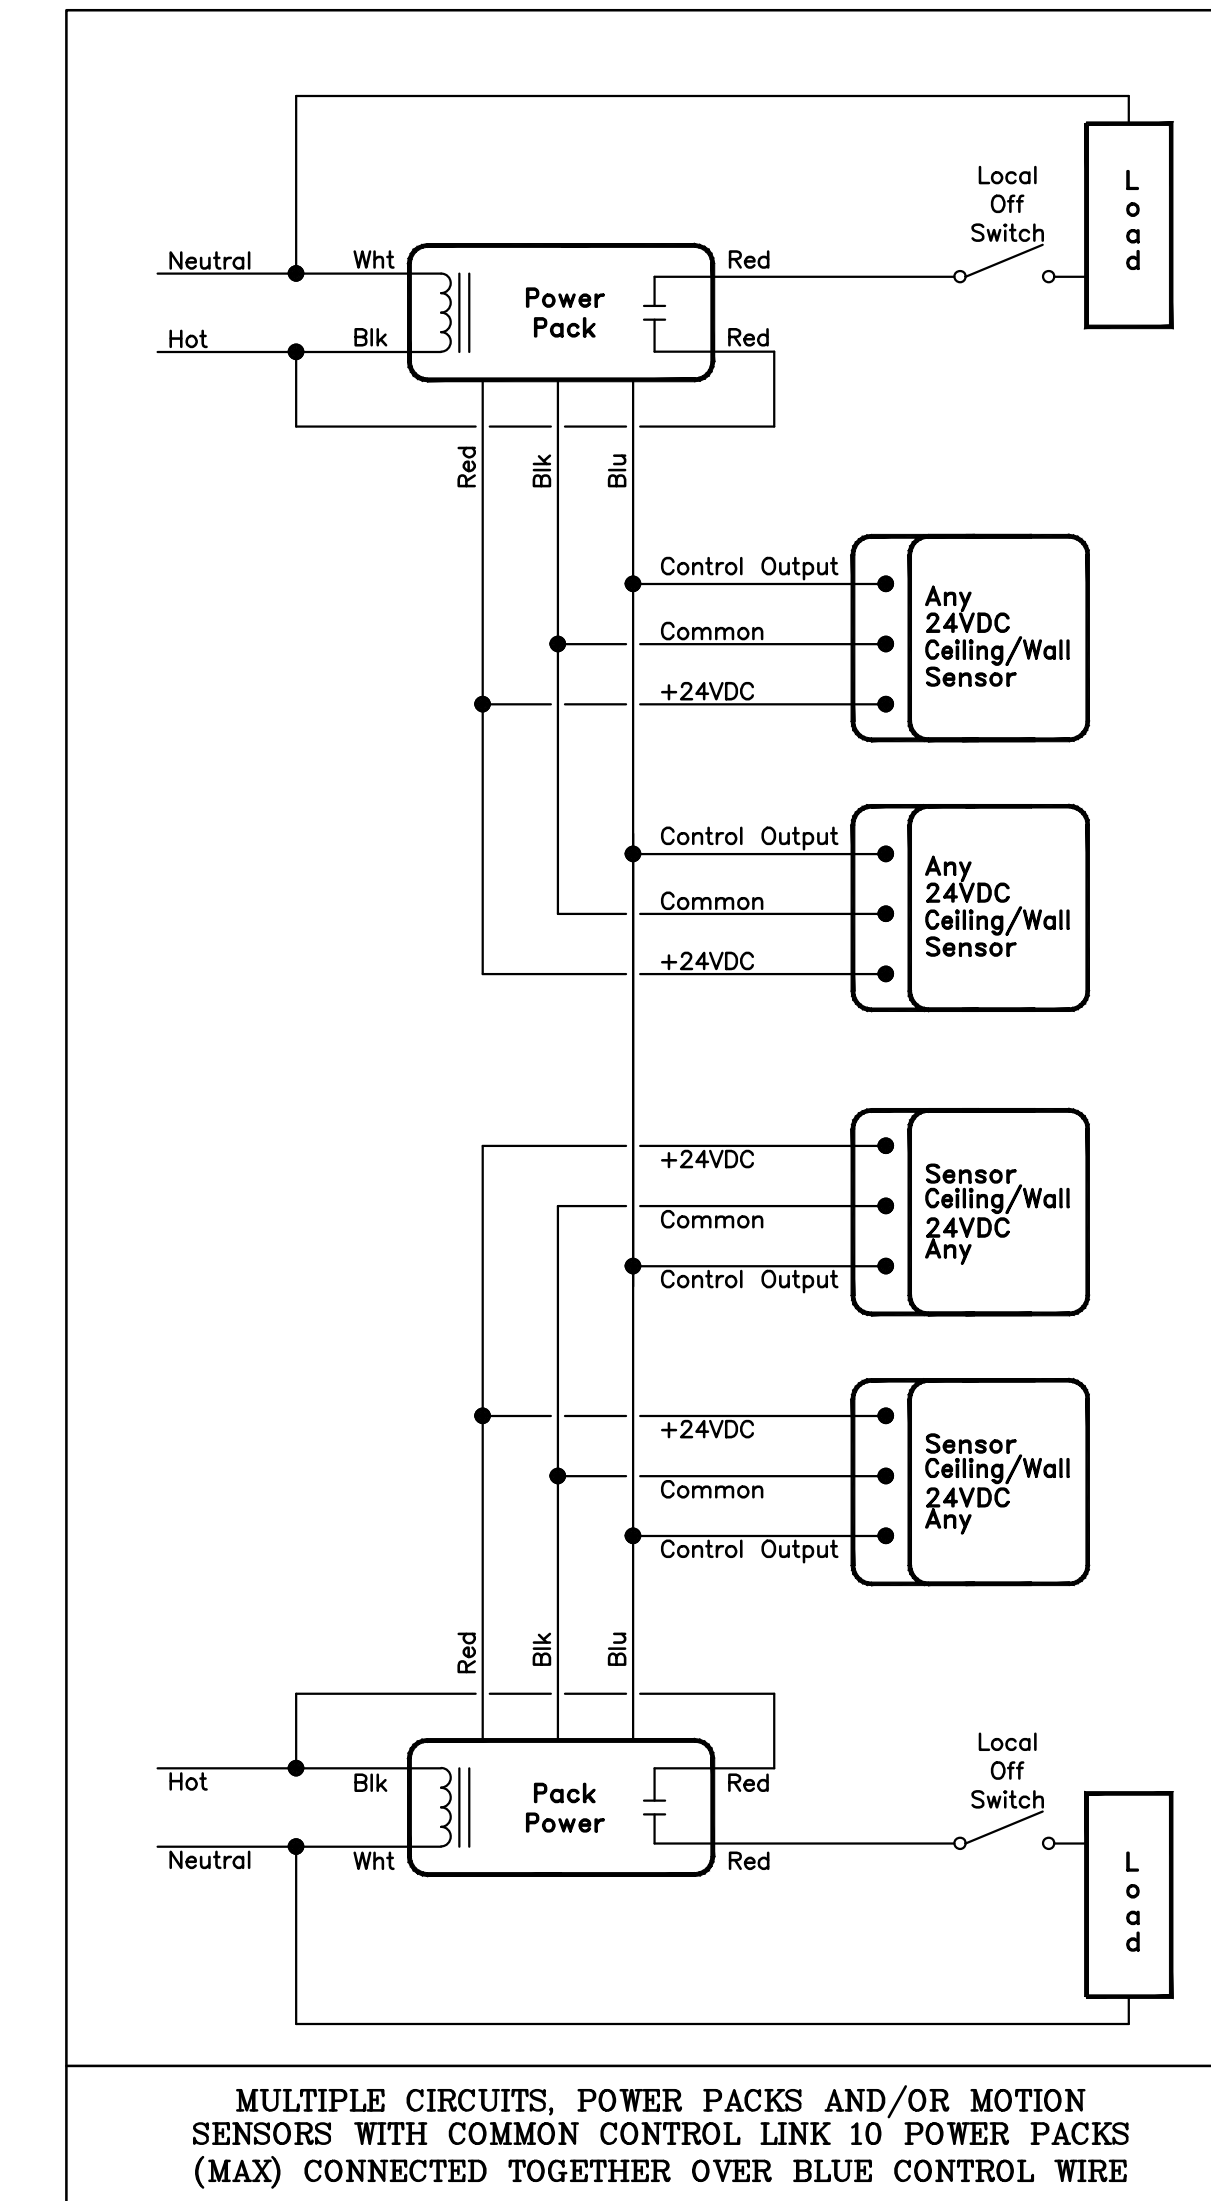 Local
Off
Switch
Load
Neutral
Wht
Red
Power
Pack
Hot
Blk
Red
Red
Blk
Blu
Control Output
Common
+24VDC
Any
24VDC
Ceiling/Wall
Sensor
Control Output
Common
+24VDC
Any
24VDC
Ceiling/Wall
Sensor
+24VDC
Common
Control Output
Sensor
Ceiling/Wall
24VDC
Any
+24VDC
Common
Control Output
Sensor
Ceiling/Wall
24VDC
Any
Red
Blk
Blu
Hot
Blk
Red
Pack
Power
Neutral
Wht
Red
Local
Off
Switch
Load
MULTIPLE CIRCUITS, POWER PACKS AND/OR MOTION
SENSORS WITH COMMON CONTROL LINK 10 POWER PACKS
(MAX) CONNECTED TOGETHER OVER BLUE CONTROL WIRE